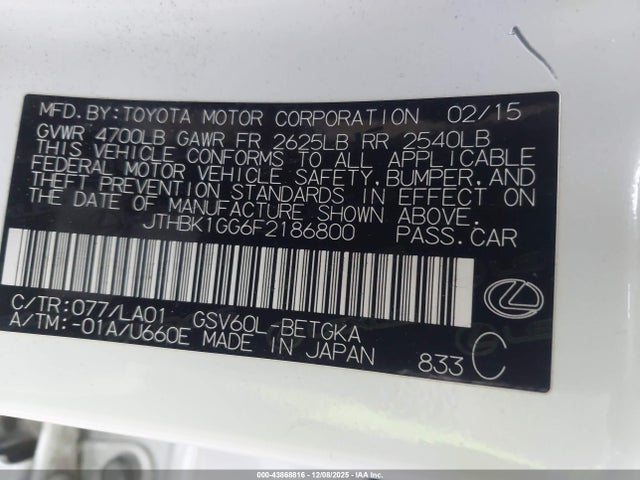 MFD.BY:TOYOTA MOTOR CORPORATION 02/15
GVWR 4700LB GAWR FR 2625LB RR 2540LB
THIS VEHICLE CONFORMS TO ALL APPLICABLE
FEDERAL MOTOR VEHICLE SAFETY, BUMPER, AND
THEFT PREVENTION STANDARDS IN EFFECT ON
THE DATE OF MANUFACTURE SHOWN ABOVE.
JTHBK1GG6F2186800 PASS.CAR
C/TR:077/LA01 GSV60L-BETGKA
A/TM:-01A/U660E MADE IN JAPAN
833 C
000-43868816 | 12/08/2025 | IAA Inc.